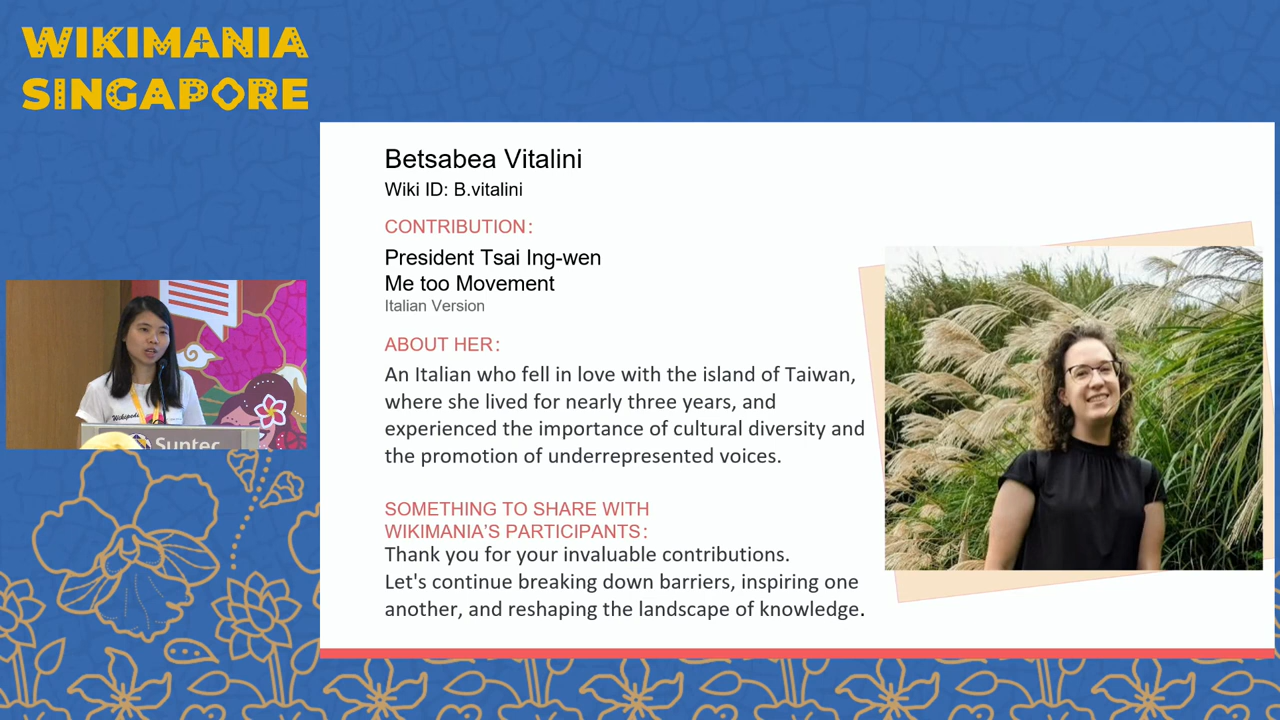 WIKIMANIA
SINGAPORE
Betsabea Vitalini
Wiki ID: B.vitalini
CONTRIBUTION:
President Tsai Ing-wen
Me too Movement
Italian Version
ABOUT HER:
An Italian who fell in love with the island of Taiwan,
where she lived for nearly three years, and
experienced the importance of cultural diversity and
the promotion of underrepresented voices.
SOMETHING TO SHARE WITH
WIKIMANIA'S PARTICIPANTS:
Thank you for your invaluable contributions.
Let's continue breaking down barriers, inspiring one
another, and reshaping the landscape of knowledge.
Suntec